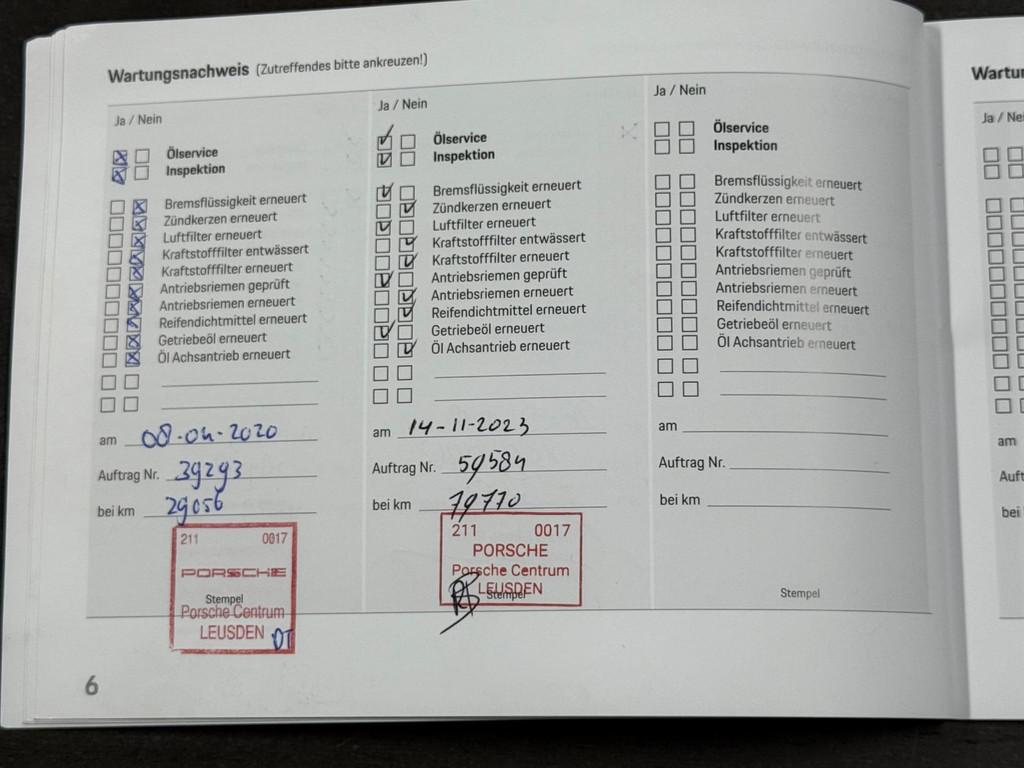 Wartungsnachweis (Zutreffendes bitte ankreuzen!)
Ja / Nein
Ölservice
Inspektion
Bremsflüssigkeit erneuert
Zündkerzen erneuert
Luftfilter erneuert
Kraftstofffilter entwässert
Kraftstofffilter erneuert
Antriebsriemen geprüft
Antriebsriemen erneuert
Reifendichtmittel erneuert
Getriebeöl erneuert
Öl Achsantrieb erneuert
am 08-04-2020
Auftrag Nr. 39293
bei km 29056
211 0017
PORSCHE
Stempel
Porsche Centrum
LEUSDEN DT
Ja / Nein
Ölservice
Inspektion
Bremsflüssigkeit erneuert
Zündkerzen erneuert
Luftfilter erneuert
Kraftstofffilter entwässert
Kraftstofffilter erneuert
Antriebsriemen geprüft
Antriebsriemen erneuert
Reifendichtmittel erneuert
Getriebeöl erneuert
Öl Achsantrieb erneuert
am 14-11-2023
Auftrag Nr. 59584
bei km 79770
211 0017
PORSCHE
Porsche Centrum
LEUSDEN
Stempel
Ja / Nein
Ölservice
Inspektion
Bremsflüssigkeit erneuert
Zündkerzen erneuert
Luftfilter erneuert
Kraftstofffilter entwässert
Kraftstofffilter erneuert
Antriebsriemen geprüft
Antriebsriemen erneuert
Reifendichtmittel erneuert
Getriebeöl erneuert
Öl Achsantrieb erneuert
am
Auftrag Nr.
bei km
Stempel
6
Wartun
Ja / Ne
am
Auft
bei